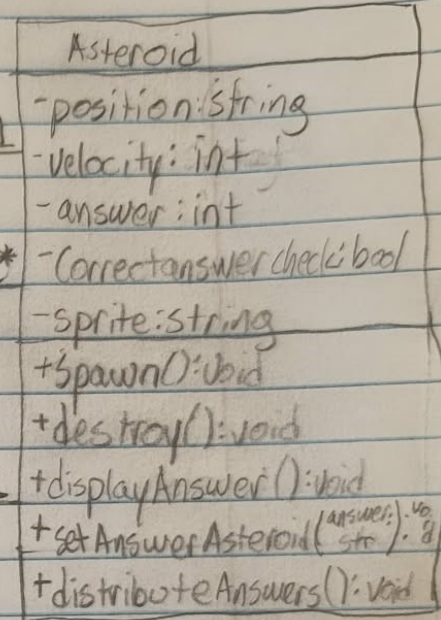 Asteroid
-position:string
-velocity: int
-answer:int
* -Correctanswercheck:bool
-sprite:string
+Spawn():void
+destroy():void
+displayAnswer():void
+setAnswerAsteroid(answer: str):void
+distributeAnswers():void